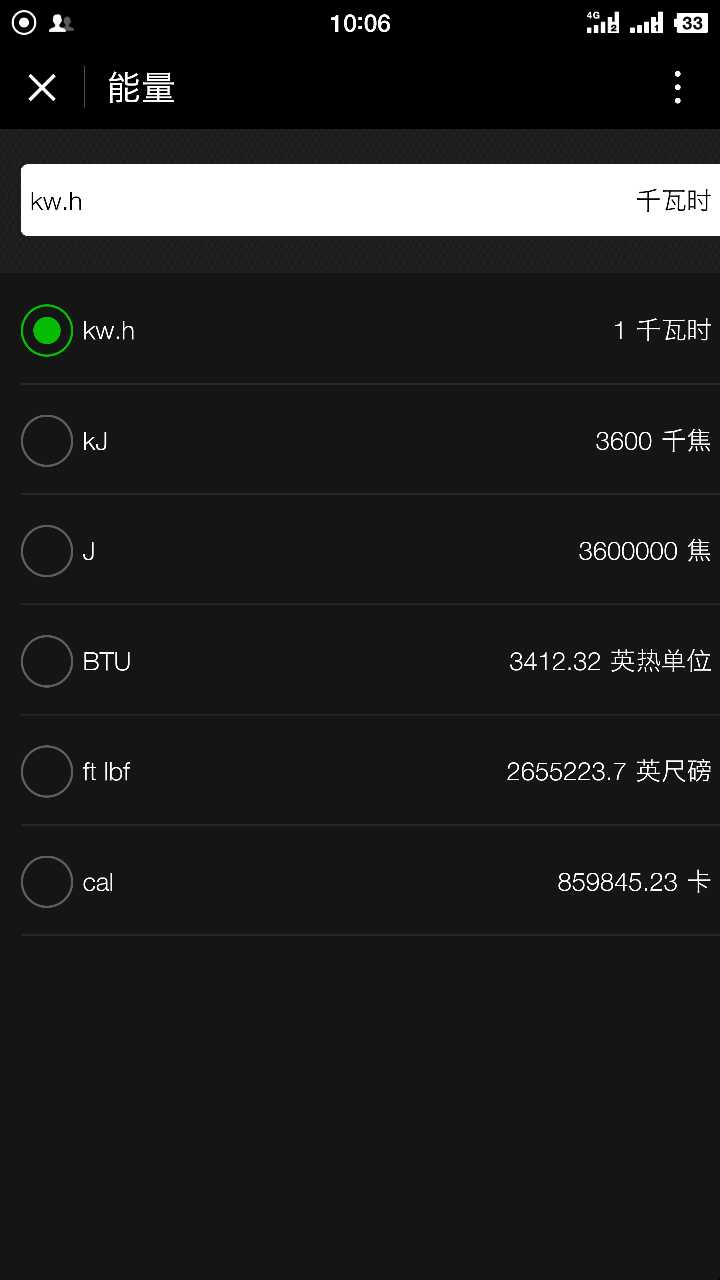 10:06 4G 2 1 33
能量
kw.h 千瓦时
kw.h 1 千瓦时
kJ 3600 千焦
J 3600000 焦
BTU 3412.32 英热单位
ft lbf 2655223.7 英尺磅
cal 859845.23 卡